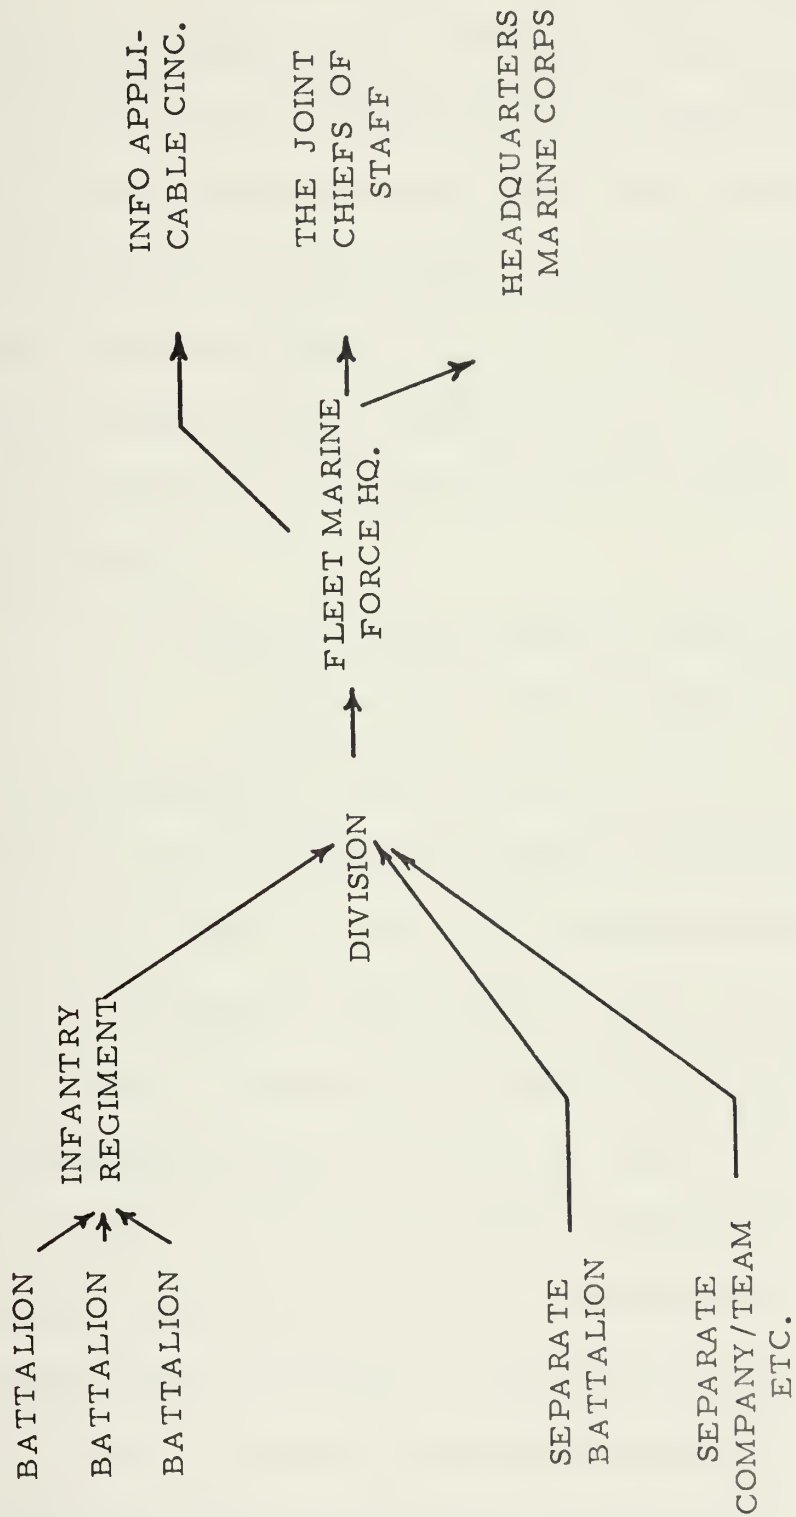 BATTALION
BATTALION
BATTALION
INFANTRY
REGIMENT
SEPARATE
BATTALION
SEPARATE
COMPANY/TEAM
ETC.
DIVISION
FLEET MARINE
FORCE HQ.
INFO APPLI-
CABLE CINC.
THE JOINT
CHIEFS OF
STAFF
HEADQUARTERS
MARINE CORPS